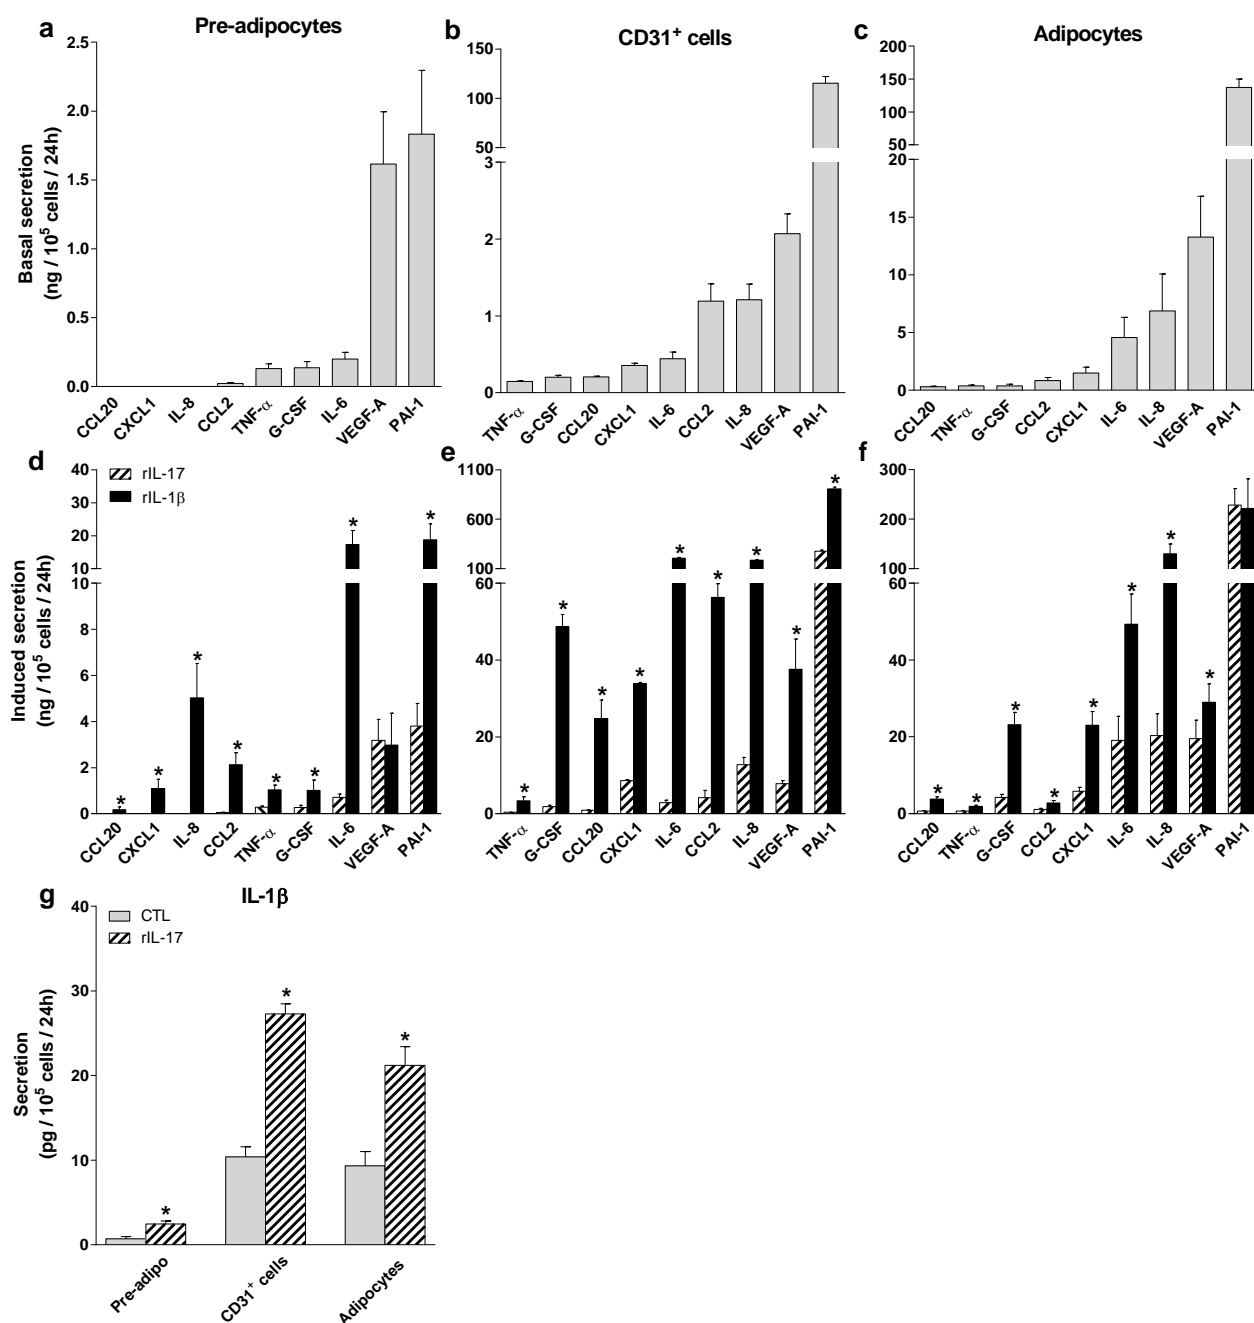 a
Pre-adipocytes
Basal secretion
(ng / 10⁵ cells / 24h)
2.5
2.0
1.5
1.0
0.5
0.0
CCL20
CXCL1
IL-8
CCL2
TNF-α
G-CSF
IL-6
VEGF-A
PAI-1
b
CD31⁺ cells
150
100
50
3
2
1
0
TNF-α
G-CSF
CCL20
CXCL1
IL-6
CCL2
IL-8
VEGF-A
PAI-1
c
Adipocytes
200
150
100
50
20
15
10
5
0
CCL20
TNF-α
G-CSF
CCL2
CXCL1
IL-6
IL-8
VEGF-A
PAI-1
d
rIL-17
rIL-1β
Induced secretion
(ng / 10⁵ cells / 24h)
40
30
20
10
10
8
6
4
2
0
* * * * * * * *
CCL20
CXCL1
IL-8
CCL2
TNF-α
G-CSF
IL-6
VEGF-A
PAI-1
e
1100
600
100
60
40
20
0
* * * * * * * * *
TNF-α
G-CSF
CCL20
CXCL1
IL-6
CCL2
IL-8
VEGF-A
PAI-1
f
300
200
100
60
40
20
0
* * * * * * * *
CCL20
TNF-α
G-CSF
CCL2
CXCL1
IL-6
IL-8
VEGF-A
PAI-1
g
IL-1β
CTL
rIL-17
Secretion
(pg / 10⁵ cells / 24h)
40
30
20
10
0
* * *
Pre-adipo
CD31⁺ cells
Adipocytes